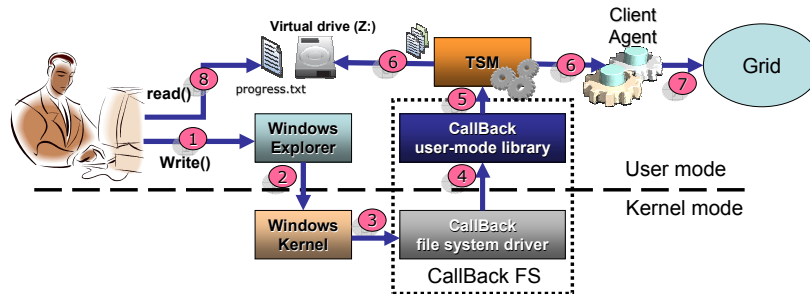 Virtual drive (Z:)
Client
Agent
8
6
TSM
6
7
Grid
progress.txt
read()
5
1
Windows
Explorer
CallBack
user-mode library
Write()
User mode
2
4
Kernel mode
Windows
Kernel
3
CallBack
file system driver
CallBack FS